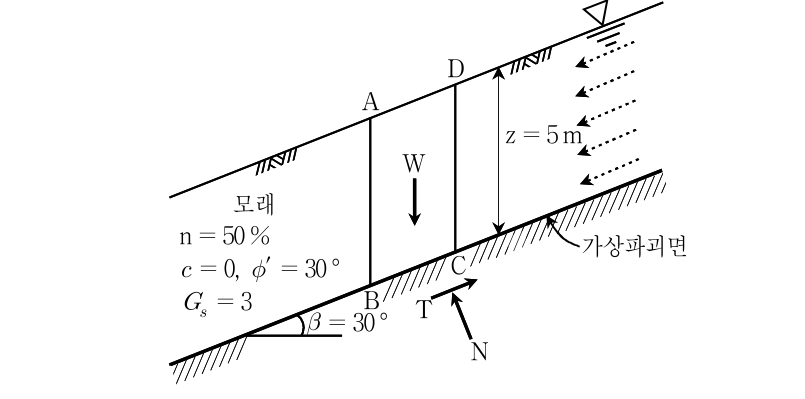 D
A
z = 5 m
W
모래
n = 50 %
c = 0, ϕ′ = 30°
G_s = 3
가상파괴면
C
B
T
β = 30°
N